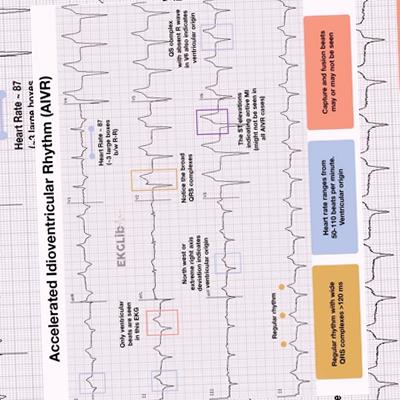 Heart Rate ~ 87
Accelerated Idioventricular Rhythm (AIVR)
Heart Rate ~ 87
(~3 large boxes
b/w R-R)
QS complex
with absent R wave
in V6 also indicates
ventricular origin
Only ventricular
beats are seen
in this EKG
EKGLib
Notice the broad
QRS complexes
North west or
extreme right axis
deviation indicates
ventricular origin
The ST elevations
indicating active MI
(might not be seen in
all AIVR cases)
Regular rhythm
Regular rhythm with wide
QRS complexes >120 ms
Heart rate ranges from
50-110 beats per minute.
Ventricular origin
Capture and fusion beats
may or may not be seen